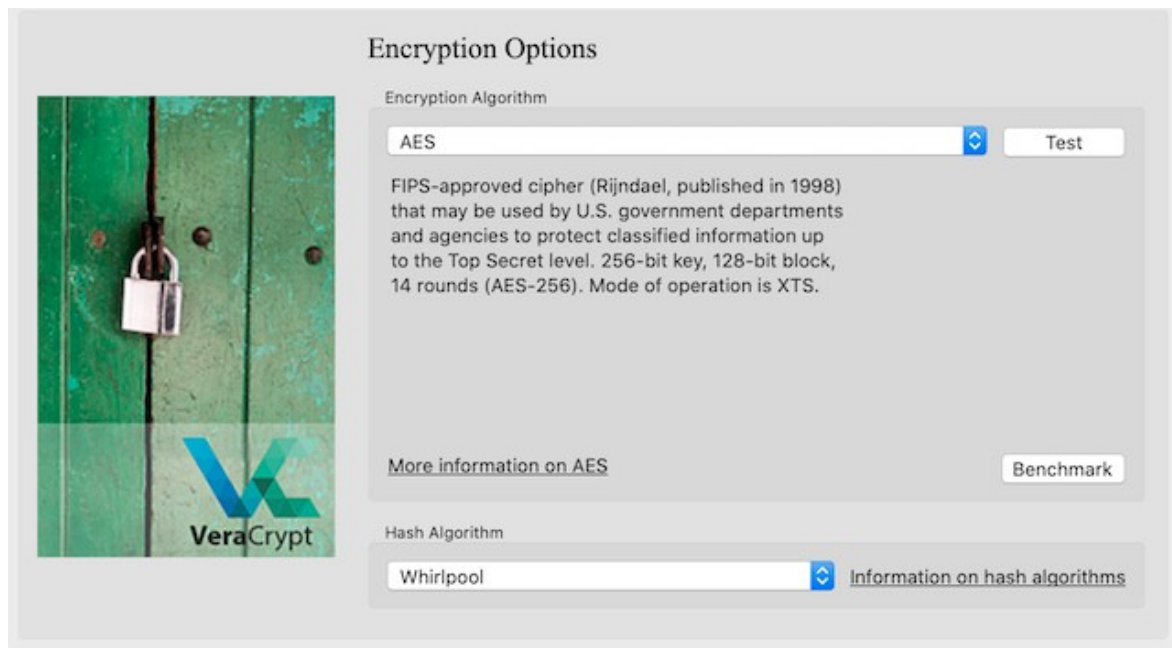 Encryption Options
Encryption Algorithm
AES
Test
FIPS-approved cipher (Rijndael, published in 1998)
that may be used by U.S. government departments
and agencies to protect classified information up
to the Top Secret level. 256-bit key, 128-bit block,
14 rounds (AES-256). Mode of operation is XTS.
More information on AES
Benchmark
VeraCrypt
Hash Algorithm
Whirlpool
Information on hash algorithms